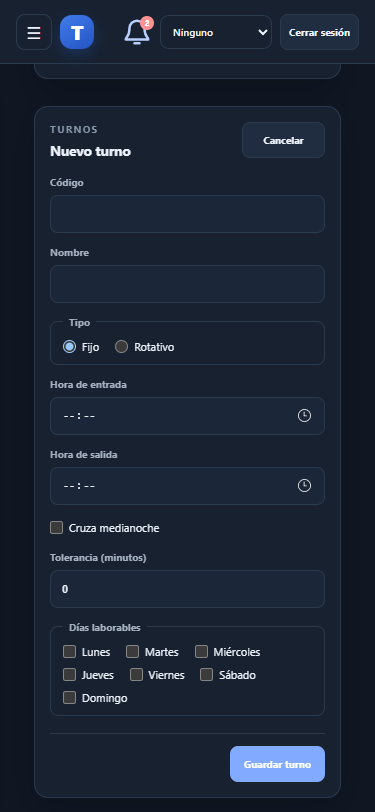 ☰ T 2 Ninguno Cerrar sesión
TURNOS
Nuevo turno Cancelar
Código
Nombre
Tipo
Fijo Rotativo
Hora de entrada
--:--
Hora de salida
--:--
Cruza medianoche
Tolerancia (minutos)
0
Días laborables
Lunes Martes Miércoles
Jueves Viernes Sábado
Domingo
Guardar turno